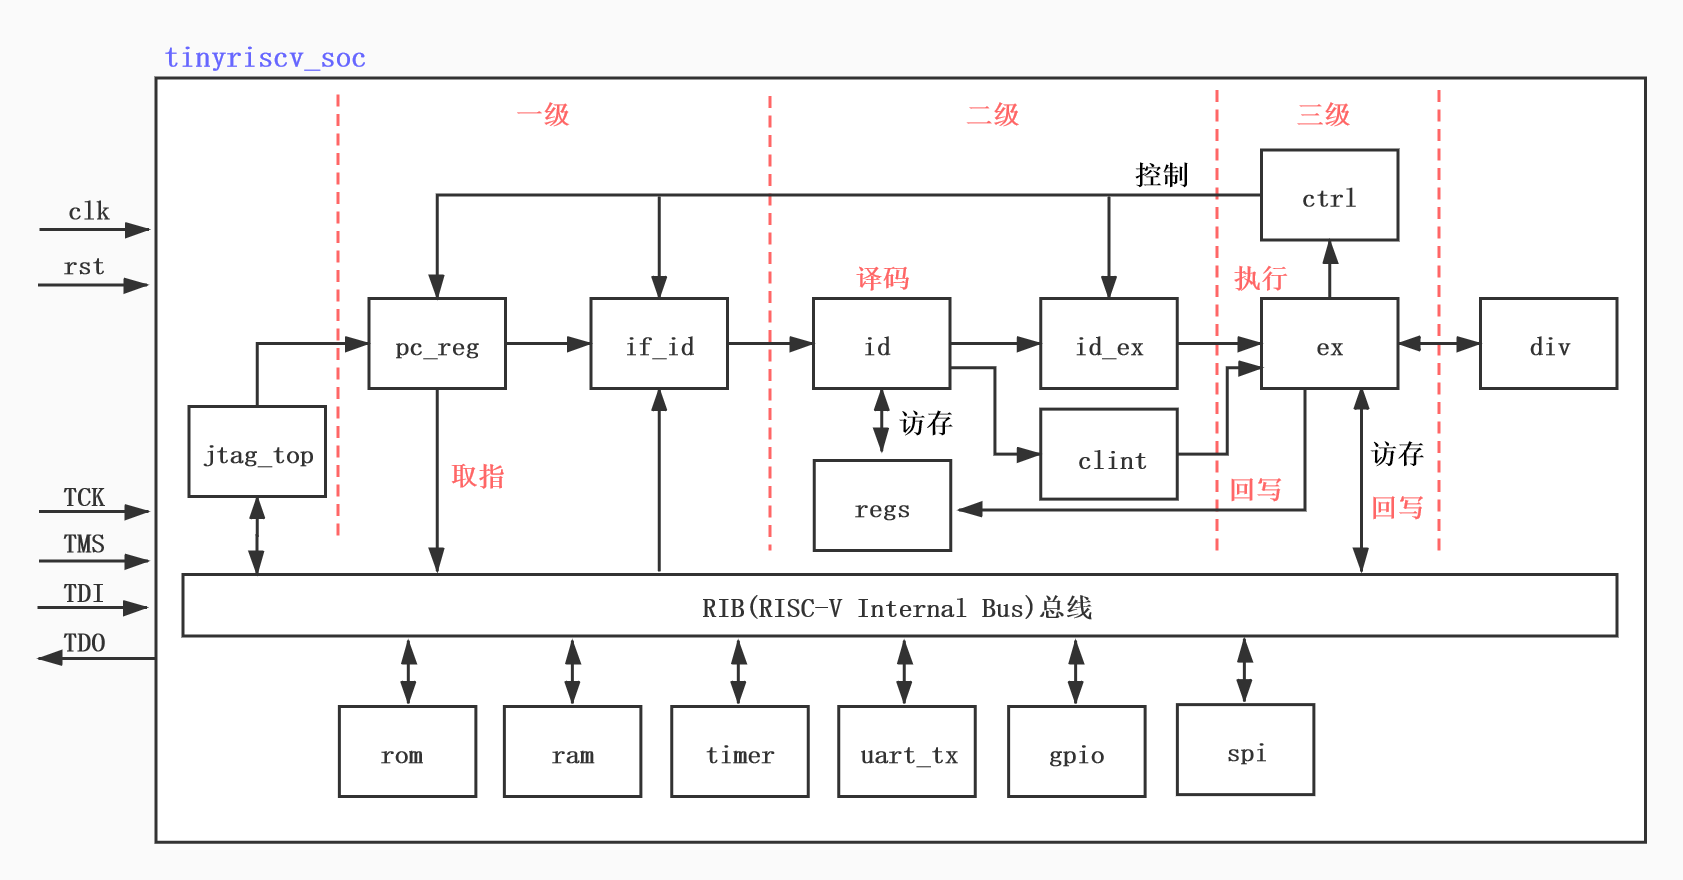 tinyriscv_soc
一级
二级
三级
控制
ctrl
clk
rst
译码
执行
pc_reg
if_id
id
id_ex
ex
div
访存
jtag_top
取指
clint
访存
regs
回写
回写
TCK
TMS
TDI
TDO
RIB(RISC-V Internal Bus)总线
rom
ram
timer
uart_tx
gpio
spi